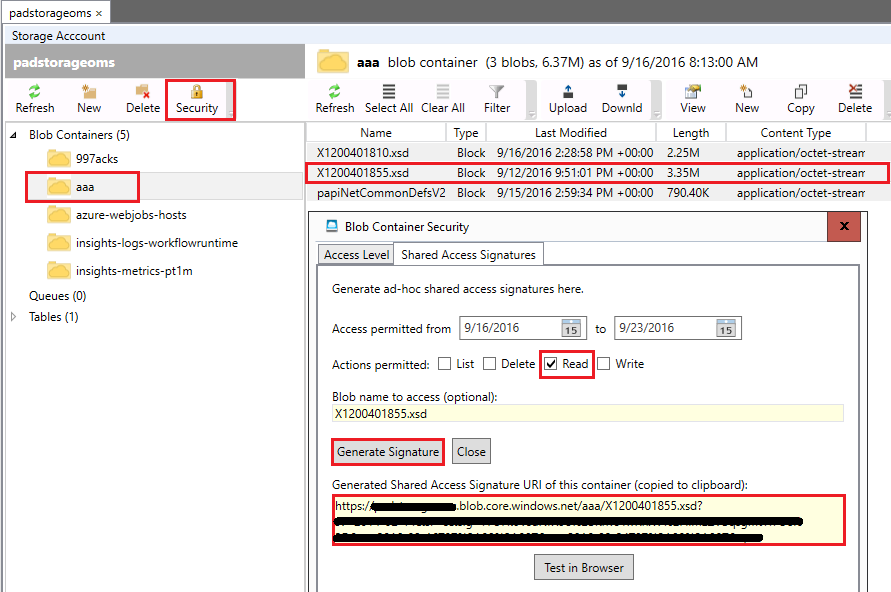 padstorageoms ×
Storage Acccount
padstorageoms
Refresh New Delete Security
Blob Containers (5)
997acks
aaa
azure-webjobs-hosts
insights-logs-workflowruntime
insights-metrics-pt1m
Queues (0)
Tables (1)
aaa blob container (3 blobs, 6.37M) as of 9/16/2016 8:13:00 AM
Refresh Select All Clear All Filter Upload Downld View New Copy Delete
Name Type Last Modified Length Content Type
X1200401810.xsd Block 9/16/2016 2:28:58 PM +00:00 2.25M application/octet-stream
X1200401855.xsd Block 9/12/2016 9:51:01 PM +00:00 3.35M application/octet-stream
papiNetCommonDefsV2 Block 9/15/2016 2:59:34 PM +00:00 790.40K application/octet-stream
Blob Container Security x
Access Level Shared Access Signatures
Generate ad-hoc shared access signatures here.
Access permitted from 9/16/2016 15 to 9/23/2016 15
Actions permitted: List Delete Read Write
Blob name to access (optional):
X1200401855.xsd
Generate Signature Close
Generated Shared Access Signature URI of this container (copied to clipboard):
https:// .blob.core.windows.net/aaa/X1200401855.xsd?
Test in Browser